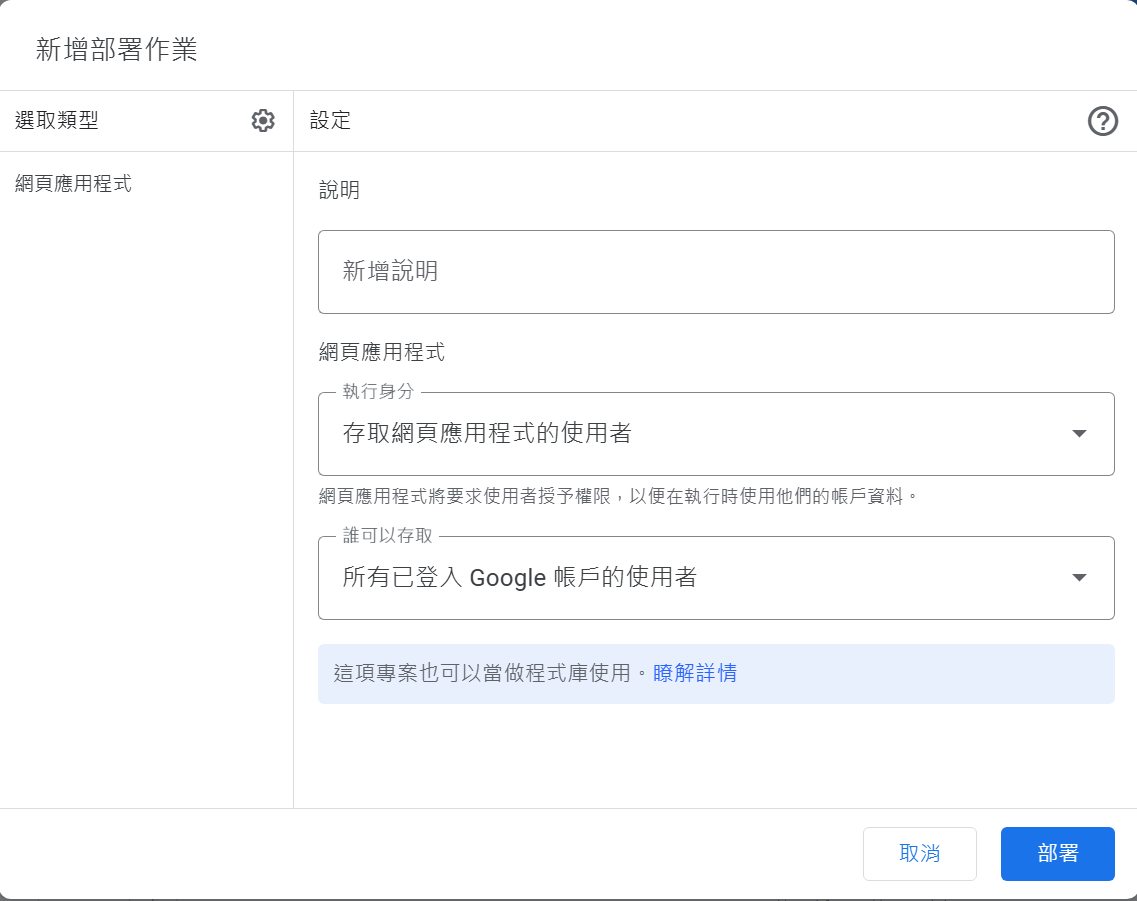 新增部署作業
選取類型
設定
網頁應用程式
說明
新增說明
網頁應用程式
執行身分
存取網頁應用程式的使用者
網頁應用程式將要求使用者授予權限，以便在執行時使用他們的帳戶資料。
誰可以存取
所有已登入 Google 帳戶的使用者
這項專案也可以當做程式庫使用。瞭解詳情
取消
部署